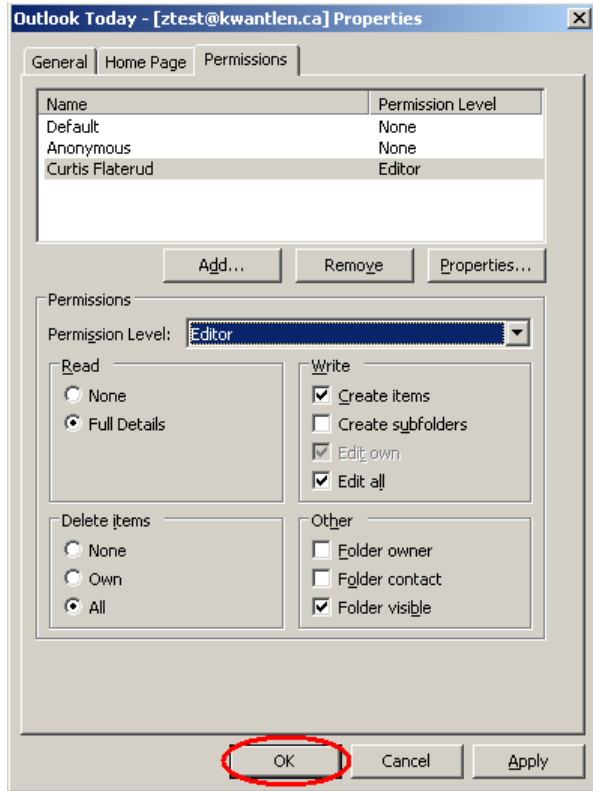 Outlook Today - [ztest@kwantlen.ca] Properties
General Home Page Permissions
Name Permission Level
Default None
Anonymous None
Curtis Flaterud Editor
Add... Remove Properties...
Permissions
Permission Level: Editor
Read
None
Full Details
Write
Create items
Create subfolders
Edit own
Edit all
Delete items
None
Own
All
Other
Folder owner
Folder contact
Folder visible
OK Cancel Apply